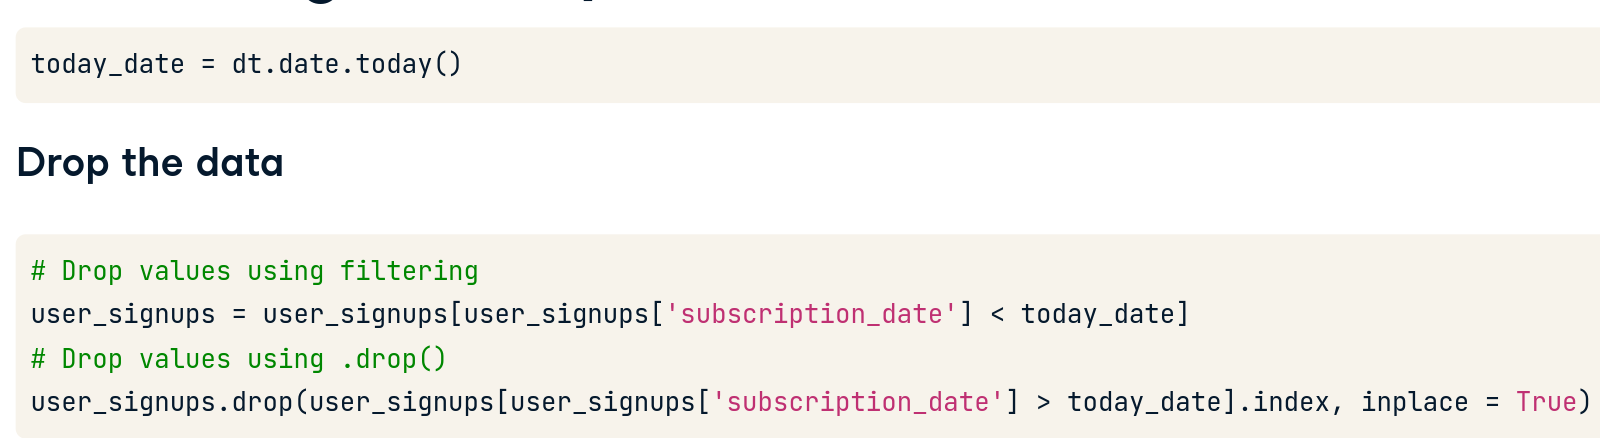 today_date = dt.date.today()
Drop the data
# Drop values using filtering
user_signups = user_signups[user_signups['subscription_date'] < today_date]
# Drop values using .drop()
user_signups.drop(user_signups[user_signups['subscription_date'] > today_date].index, inplace = True)